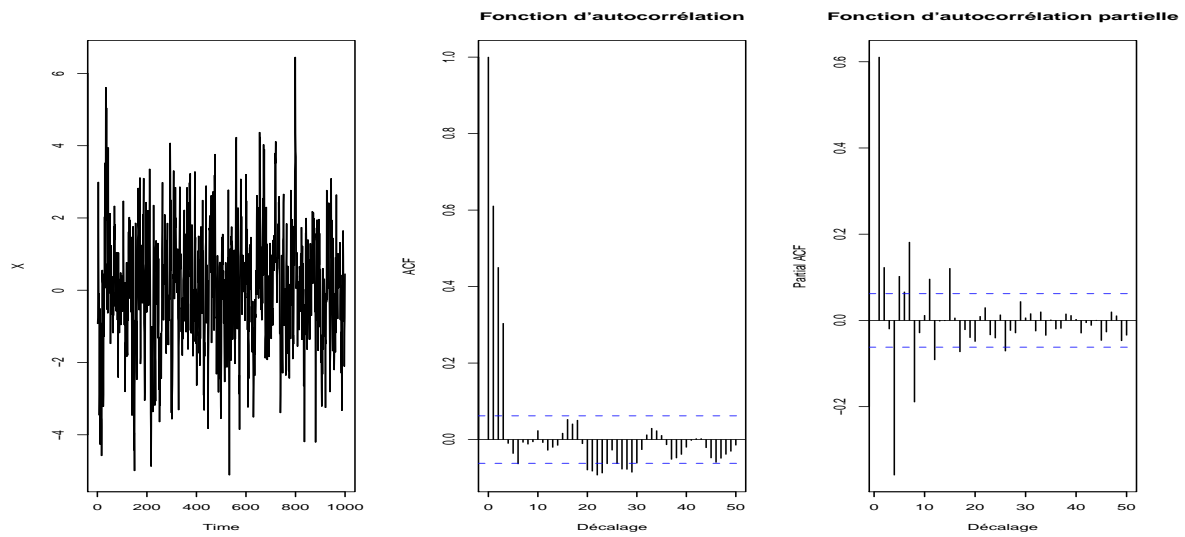 Fonction d'autocorrélation
Fonction d'autocorrélation partielle
X
6
4
2
0
−2
−4
0 200 400 600 800 1000
Time
ACF
1.0
0.8
0.6
0.4
0.2
0.0
0 10 20 30 40 50
Décalage
Partial ACF
0.6
0.4
0.2
0.0
−0.2
0 10 20 30 40 50
Décalage